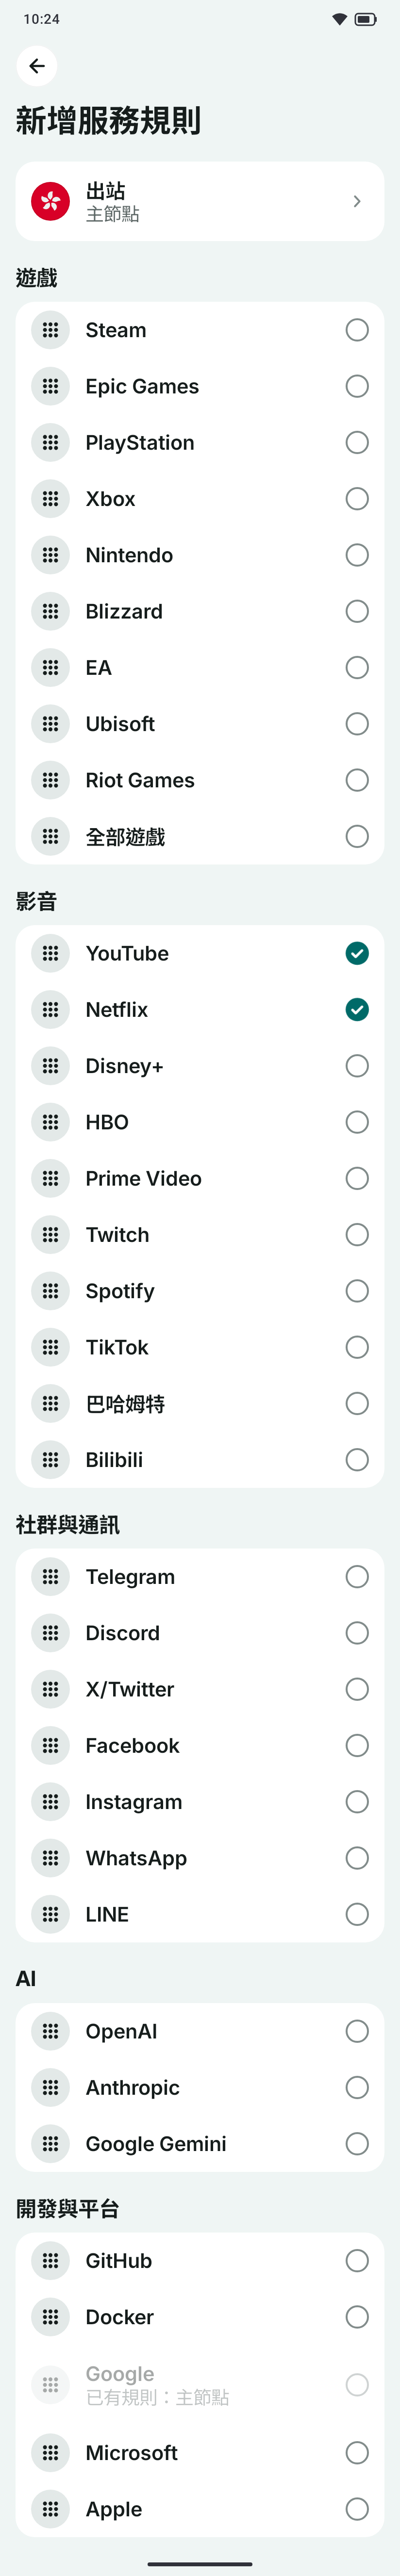 10:24
新增服務規則
出站
主節點
遊戲
Steam
Epic Games
PlayStation
Xbox
Nintendo
Blizzard
EA
Ubisoft
Riot Games
全部遊戲
影音
YouTube
Netflix
Disney+
HBO
Prime Video
Twitch
Spotify
TikTok
巴哈姆特
Bilibili
社群與通訊
Telegram
Discord
X/Twitter
Facebook
Instagram
WhatsApp
LINE
AI
OpenAI
Anthropic
Google Gemini
開發與平台
GitHub
Docker
Google
已有規則：主節點
Microsoft
Apple